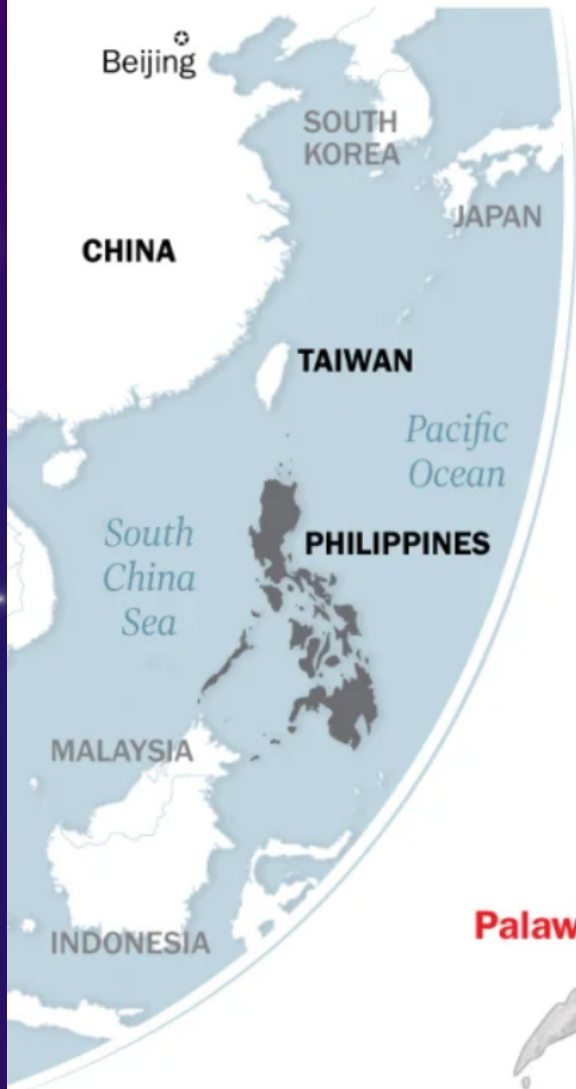 Beijing
SOUTH
KOREA
JAPAN
CHINA
TAIWAN
Pacific
Ocean
PHILIPPINES
South
China
Sea
MALAYSIA
Palaw
INDONESIA